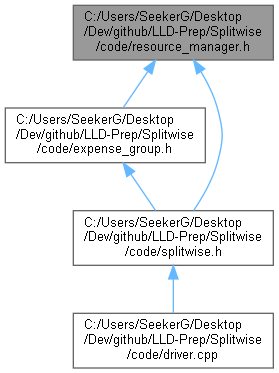 C:/Users/SeekerG/Desktop
/Dev/github/LLD-Prep/Splitwise
/code/resource_manager.h
C:/Users/SeekerG/Desktop
/Dev/github/LLD-Prep/Splitwise
/code/expense_group.h
C:/Users/SeekerG/Desktop
/Dev/github/LLD-Prep/Splitwise
/code/splitwise.h
C:/Users/SeekerG/Desktop
/Dev/github/LLD-Prep/Splitwise
/code/driver.cpp